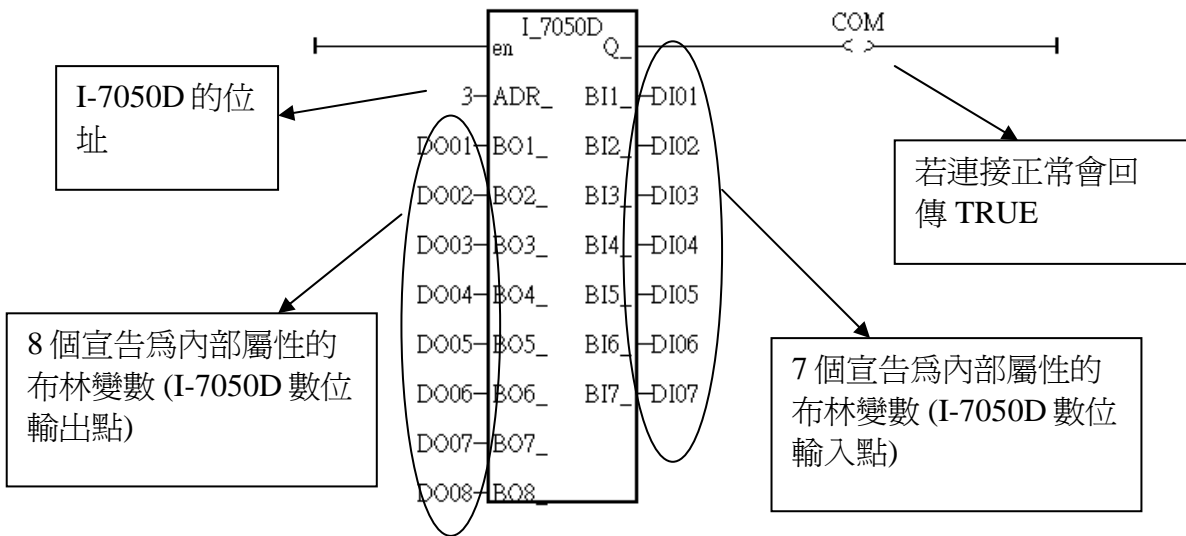 I_7050D
COM
en Q_
I-7050D 的位
址
3 ADR_ BI1_ DI01
DO01 BO1_ BI2_ DI02
DO02 BO2_ BI3_ DI03
DO03 BO3_ BI4_ DI04
DO04 BO4_ BI5_ DI05
DO05 BO5_ BI6_ DI06
DO06 BO6_ BI7_ DI07
DO07 BO7_
DO08 BO8_
若連接正常會回
傳 TRUE
8 個宣告為內部屬性的
布林變數 (I-7050D 數位
輸出點)
7 個宣告為內部屬性的
布林變數 (I-7050D 數位
輸入點)